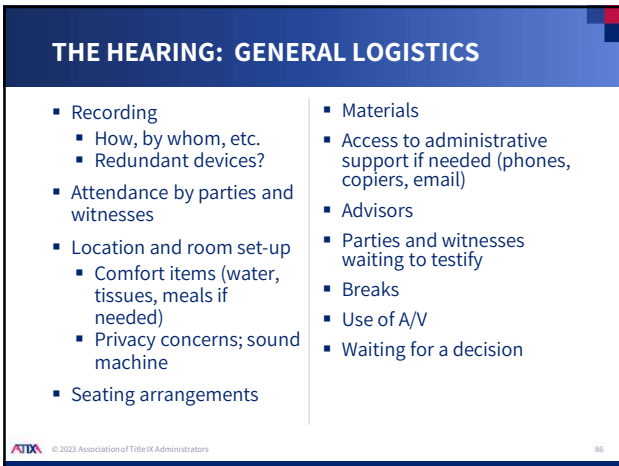 THE HEARING: GENERAL LOGISTICS
▪ Recording
▪ How, by whom, etc.
▪ Redundant devices?
▪ Attendance by parties and
witnesses
▪ Location and room set-up
▪ Comfort items (water,
tissues, meals if
needed)
▪ Privacy concerns; sound
machine
▪ Seating arrangements
▪ Materials
▪ Access to administrative
support if needed (phones,
copiers, email)
▪ Advisors
▪ Parties and witnesses
waiting to testify
▪ Breaks
▪ Use of A/V
▪ Waiting for a decision
ATIXA © 2023 Association of Title IX Administrators
86